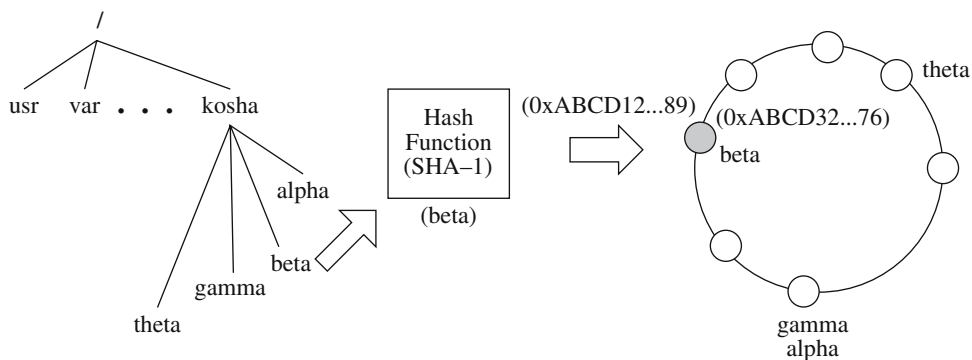 /
usr var . . . kosha
alpha
beta
gamma
theta
Hash
Function
(SHA–1)
(beta)
(0xABCD12...89)
theta
(0xABCD32...76)
beta
gamma
alpha